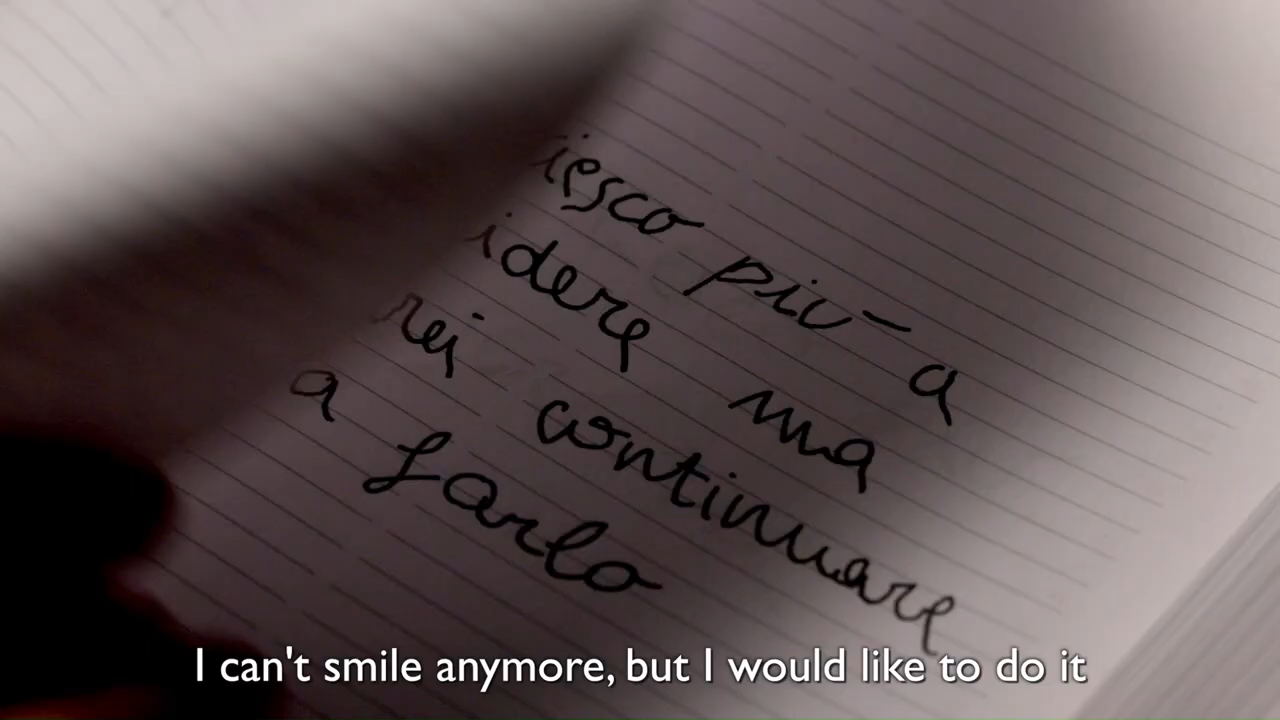 iesco più a
idere ma
rei continuare
a farlo
I can't smile anymore, but I would like to do it